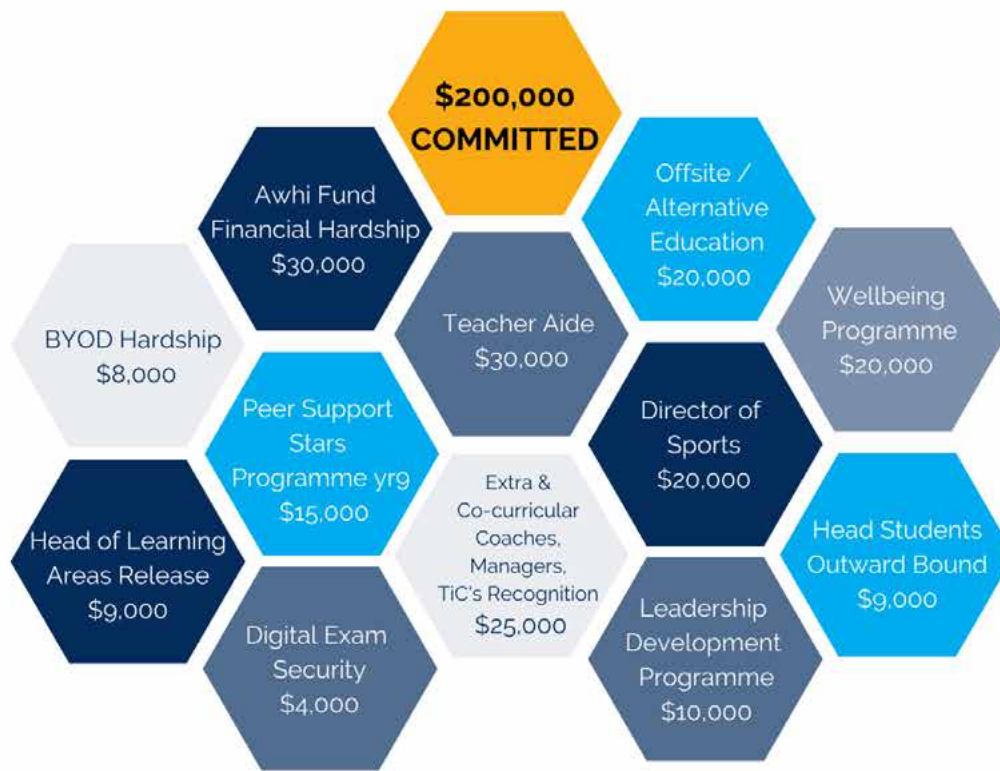 $200,000
COMMITTED
Awhi Fund
Financial Hardship
$30,000
Offsite /
Alternative
Education
$20,000
BYOD Hardship
$8,000
Teacher Aide
$30,000
Wellbeing
Programme
$20,000
Peer Support
Stars
Programme yr9
$15,000
Director of
Sports
$20,000
Head of Learning
Areas Release
$9,000
Extra &
Co-curricular
Coaches,
Managers,
TiC's Recognition
$25,000
Head Students
Outward Bound
$9,000
Digital Exam
Security
$4,000
Leadership
Development
Programme
$10,000